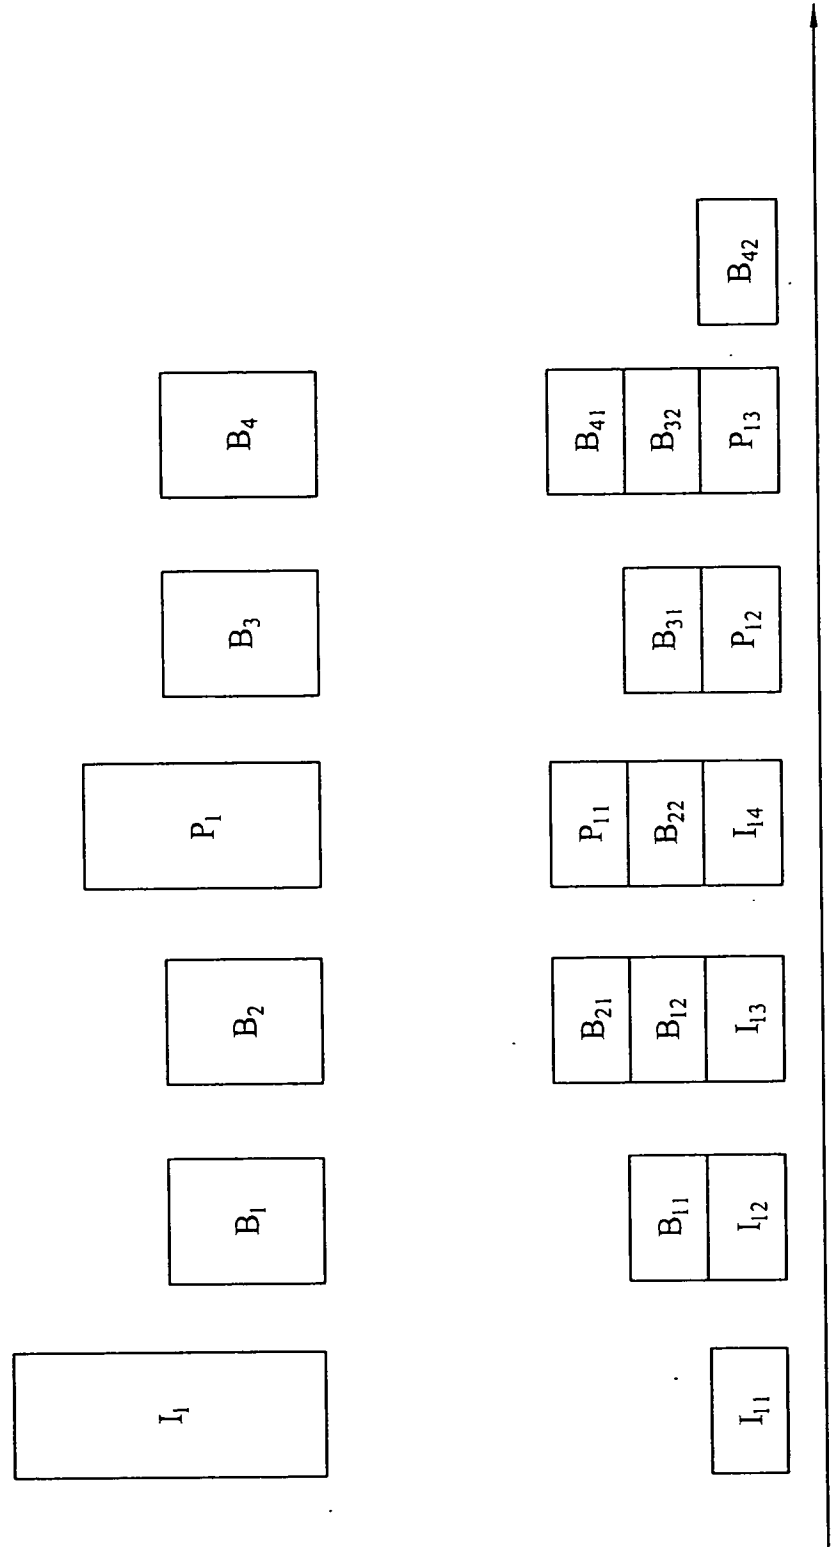 I₁ B₁ B₂ P₁ B₃ B₄
B₂₁ P₁₁ B₄₁
B₁₁ B₁₂ B₂₂ B₃₁ B₃₂
I₁₁ I₁₂ I₁₃ I₁₄ P₁₂ P₁₃ B₄₂